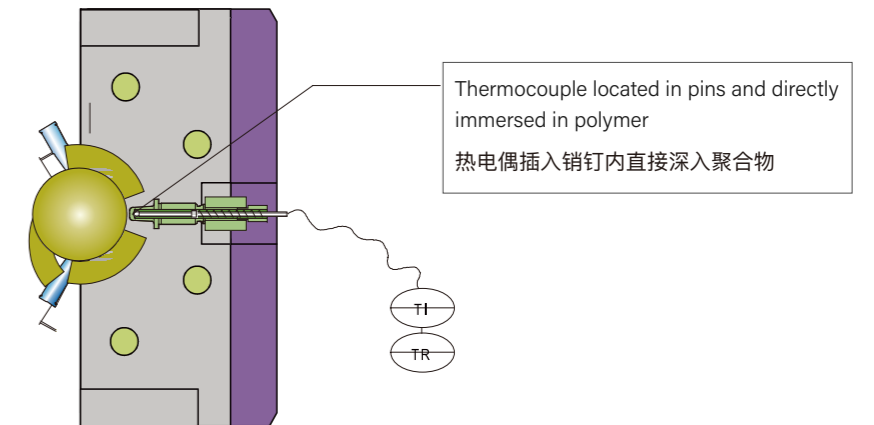 Thermocouple located in pins and directly
immersed in polymer
热电偶插入销钉内直接深入聚合物
TI
TR